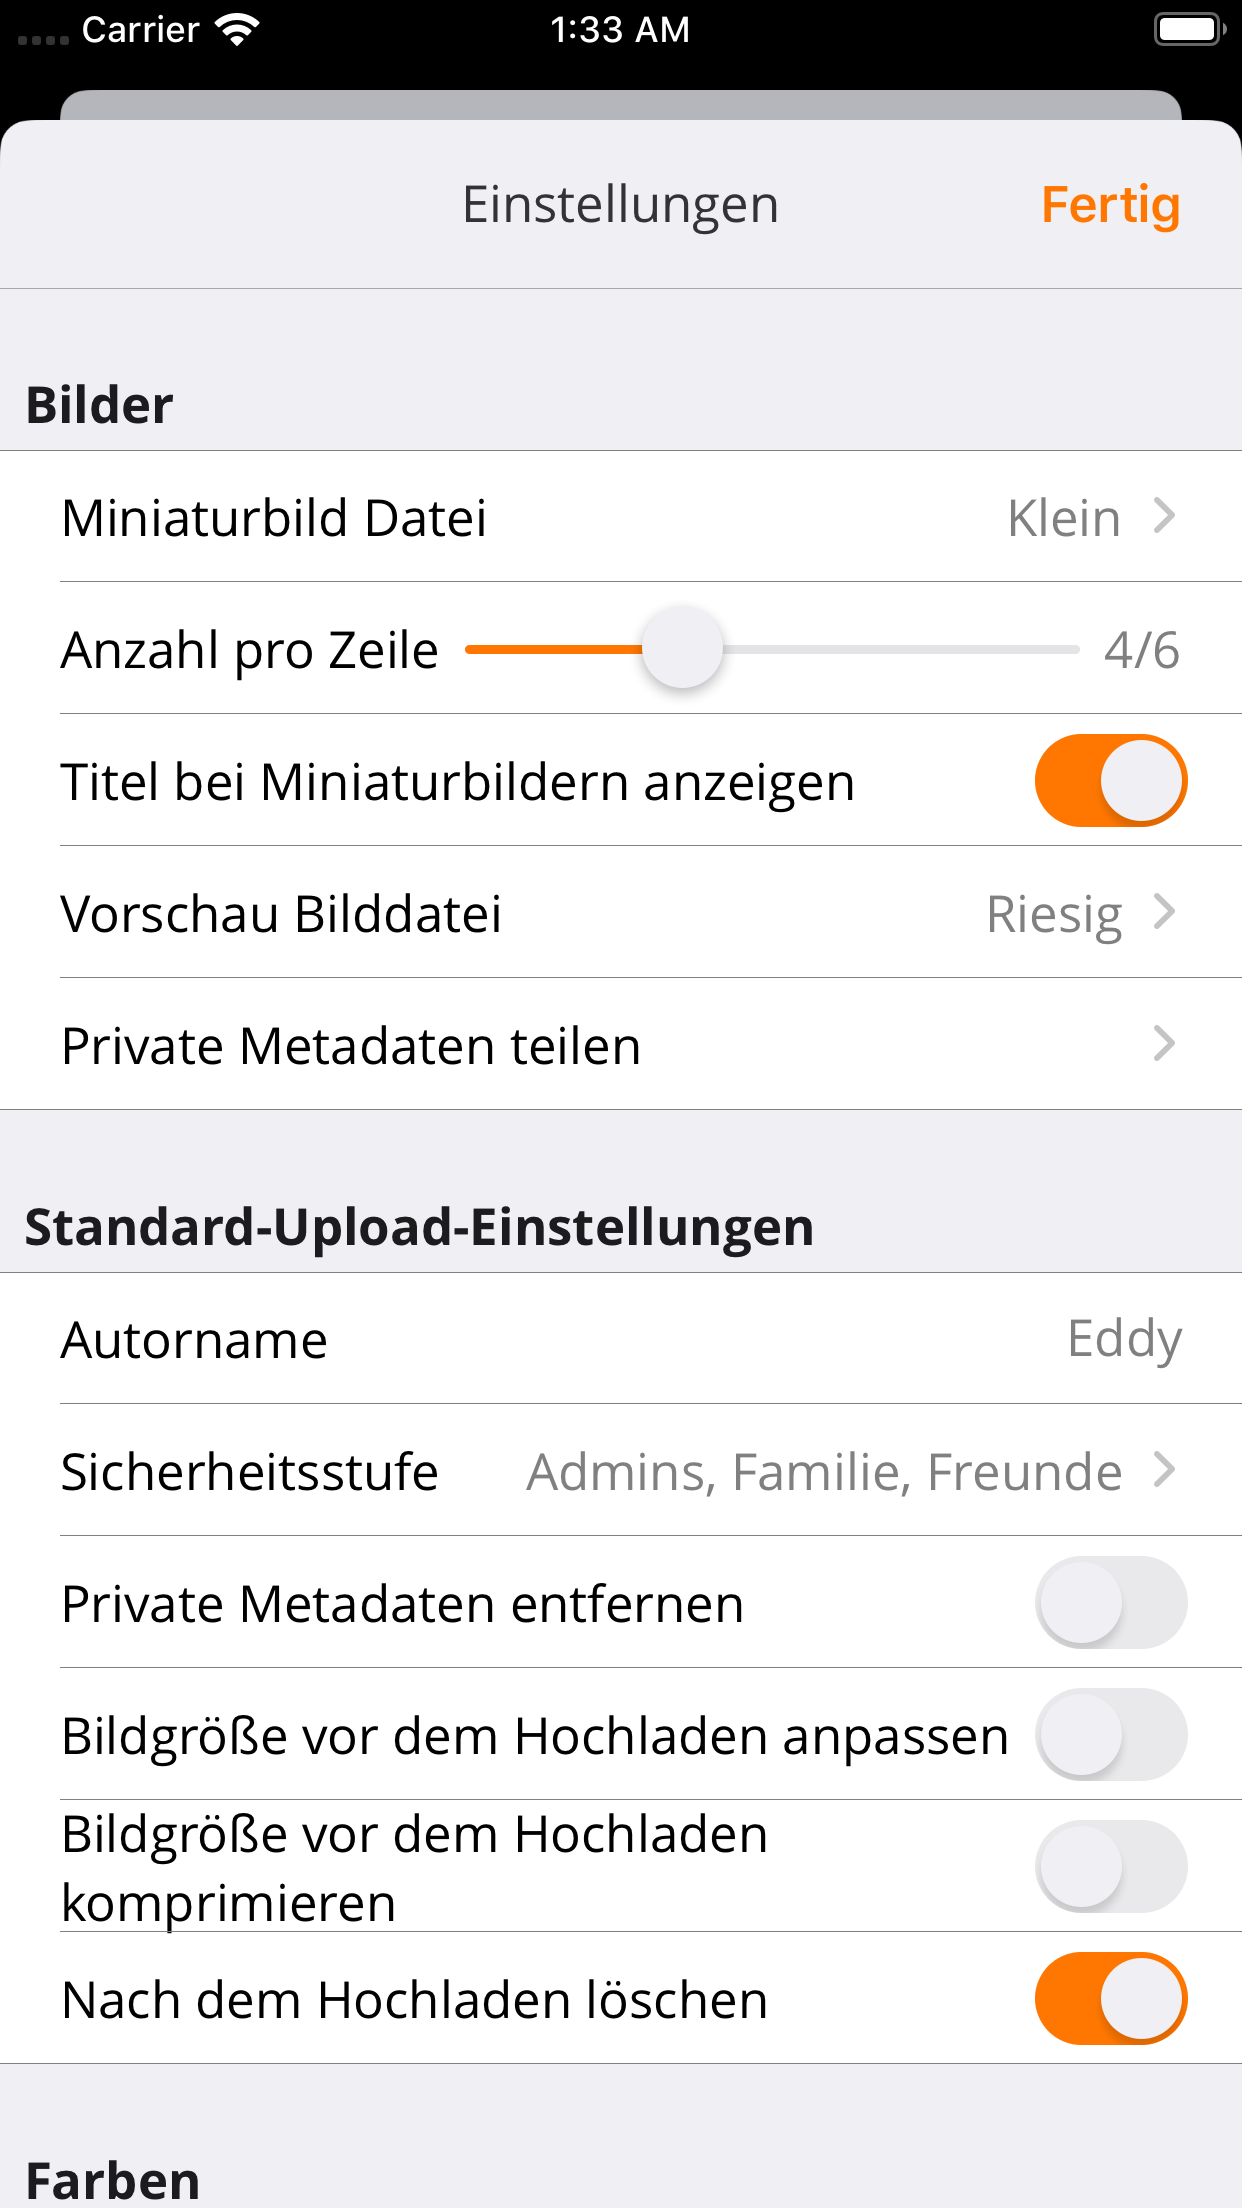 Carrier 1:33 AM
Einstellungen Fertig
Bilder
Miniaturbild Datei Klein
Anzahl pro Zeile 4/6
Titel bei Miniaturbildern anzeigen
Vorschau Bilddatei Riesig
Private Metadaten teilen
Standard-Upload-Einstellungen
Autorname Eddy
Sicherheitsstufe Admins, Familie, Freunde
Private Metadaten entfernen
Bildgröße vor dem Hochladen anpassen
Bildgröße vor dem Hochladen
komprimieren
Nach dem Hochladen löschen
Farben